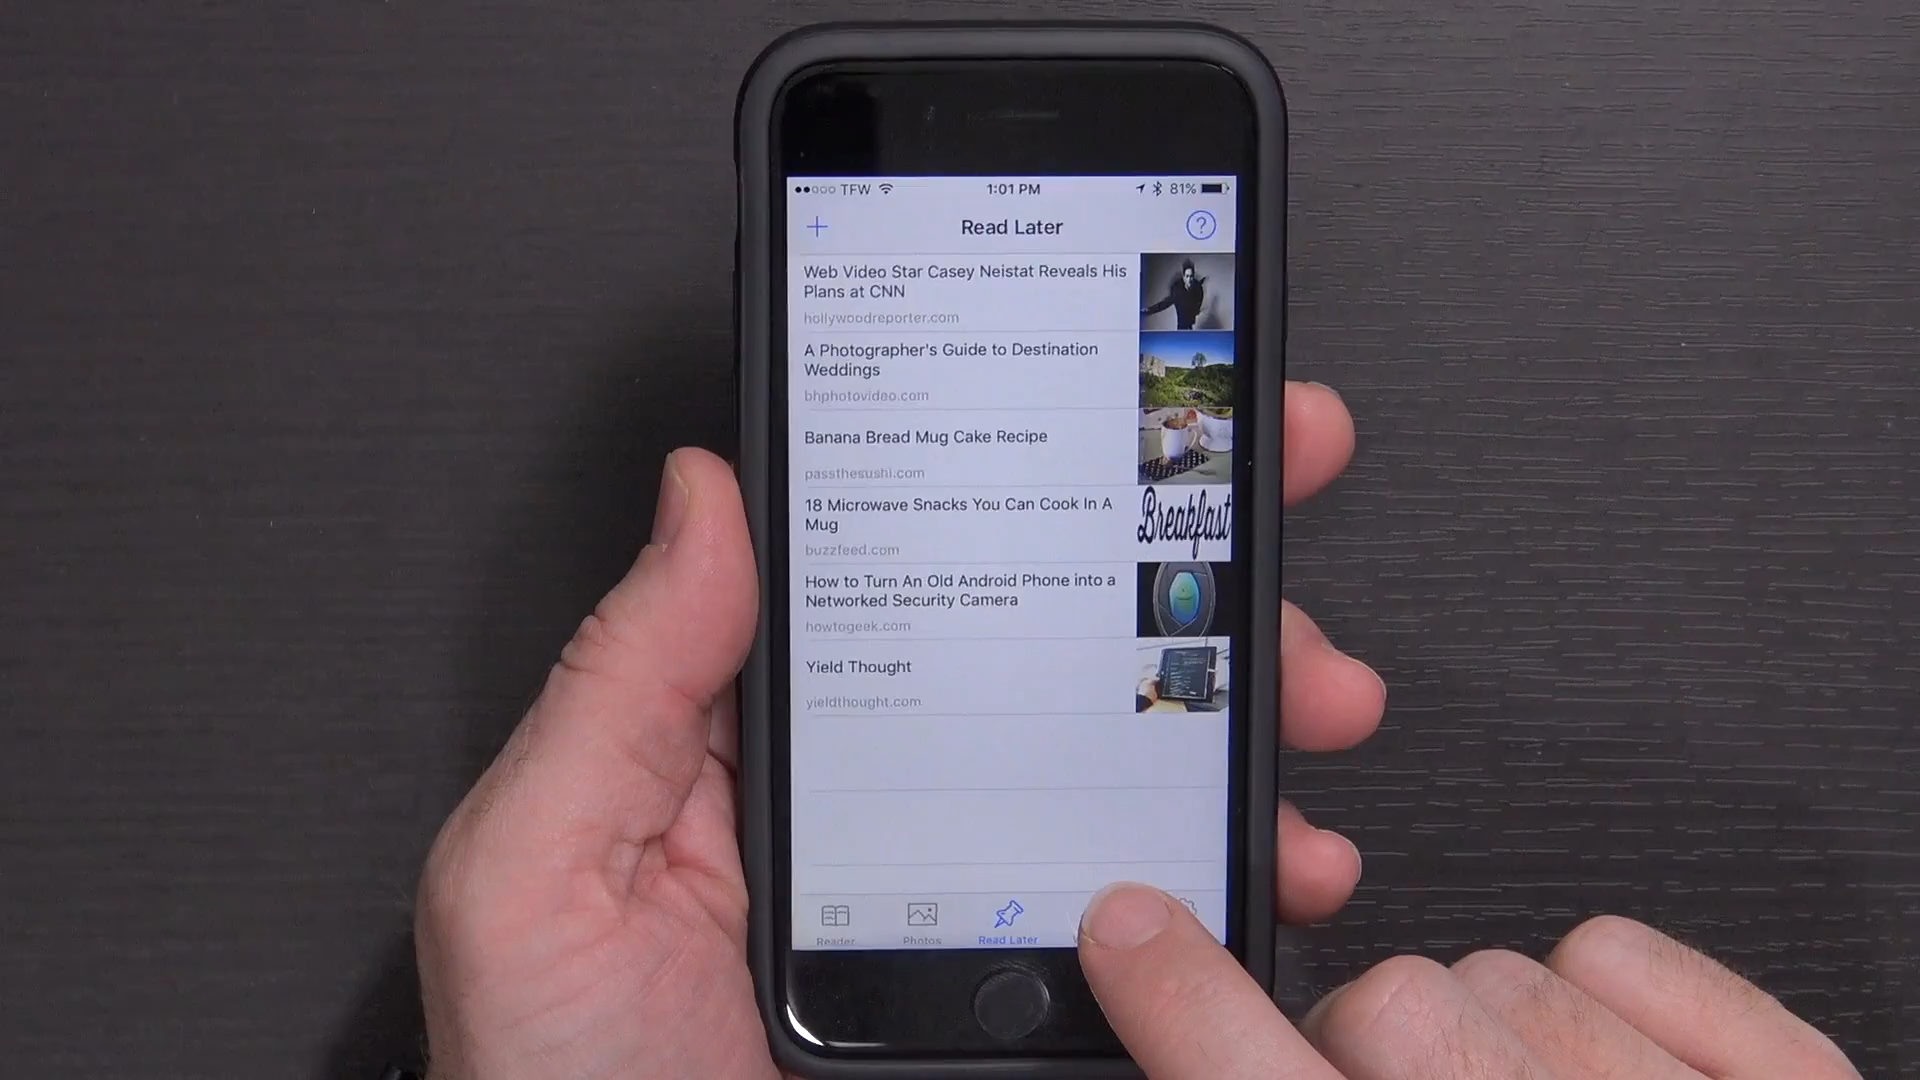 TFW 1:01 PM 81%
+ Read Later ?
Web Video Star Casey Neistat Reveals His
Plans at CNN
hollywoodreporter.com
A Photographer's Guide to Destination
Weddings
bhphotovideo.com
Banana Bread Mug Cake Recipe
passthesushi.com
18 Microwave Snacks You Can Cook In A
Mug
Breakfast
buzzfeed.com
How to Turn An Old Android Phone into a
Networked Security Camera
howtogeek.com
Yield Thought
yieldthought.com
Reader Photos Read Later